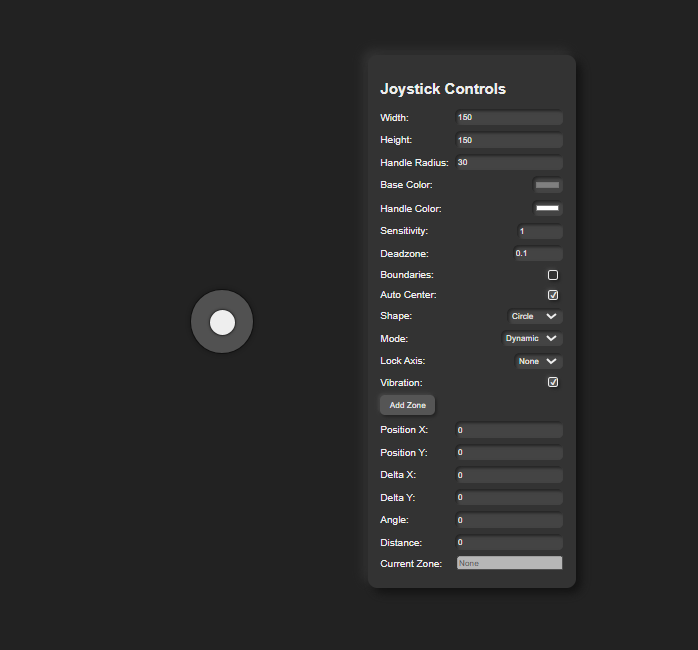 Joystick Controls
Width: 150
Height: 150
Handle Radius: 30
Base Color:
Handle Color:
Sensitivity: 1
Deadzone: 0.1
Boundaries:
Auto Center:
Shape: Circle
Mode: Dynamic
Lock Axis: None
Vibration:
Add Zone
Position X: 0
Position Y: 0
Delta X: 0
Delta Y: 0
Angle: 0
Distance: 0
Current Zone: None